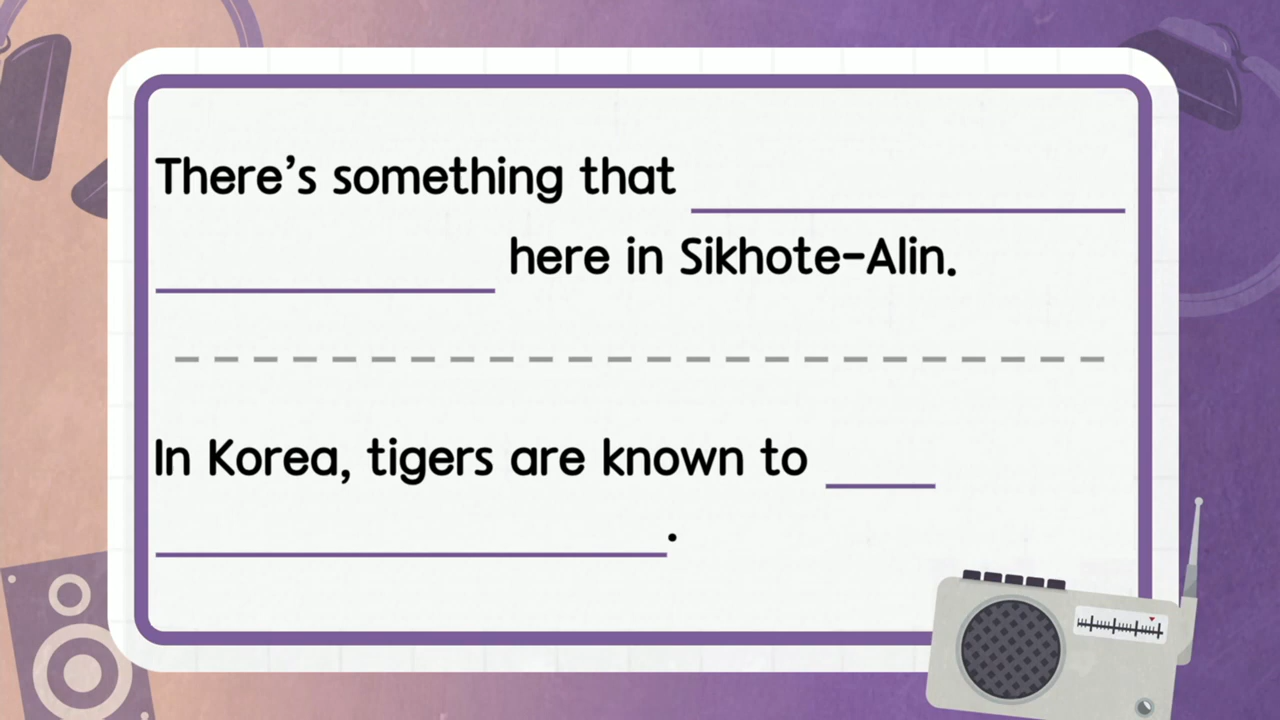 There’s something that
here in Sikhote-Alin.
In Korea, tigers are known to
.